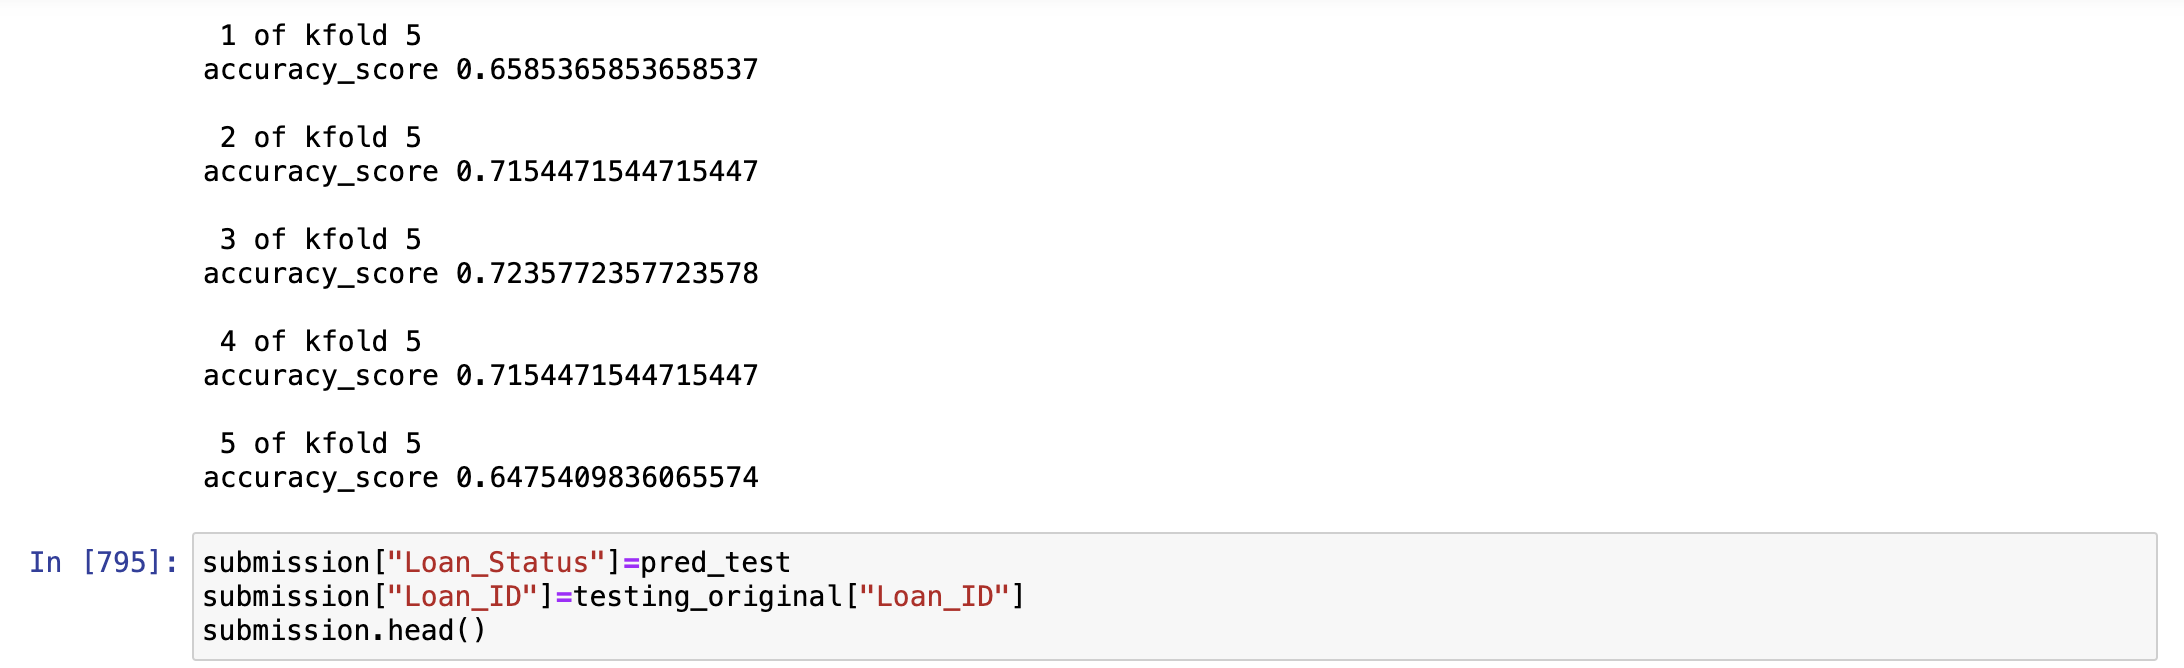 1 of kfold 5
accuracy_score 0.6585365853658537
2 of kfold 5
accuracy_score 0.7154471544715447
3 of kfold 5
accuracy_score 0.7235772357723578
4 of kfold 5
accuracy_score 0.7154471544715447
5 of kfold 5
accuracy_score 0.6475409836065574
In [795]: submission["Loan_Status"]=pred_test
submission["Loan_ID"]=testing_original["Loan_ID"]
submission.head()